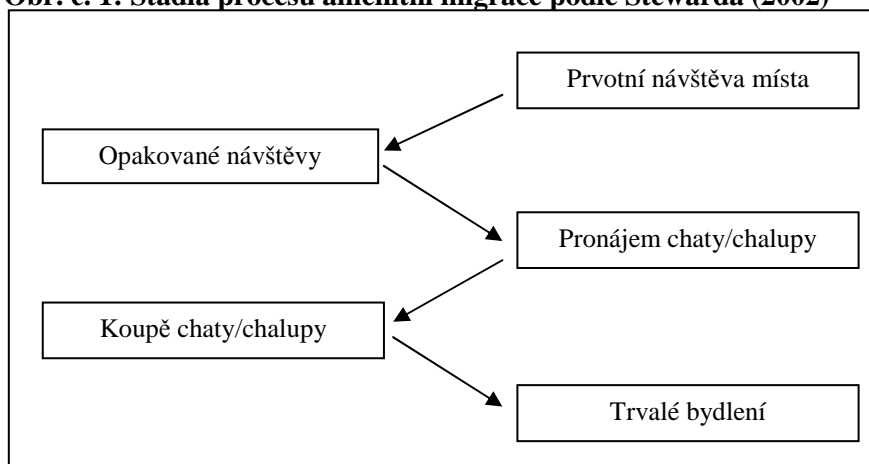 Obr. č. 1: Stádia procesu amenitní migrace podle Stewarda (2002)
Prvotní návštěva místa
Opakované návštěvy
Pronájem chaty/chalupy
Koupě chaty/chalupy
Trvalé bydlení